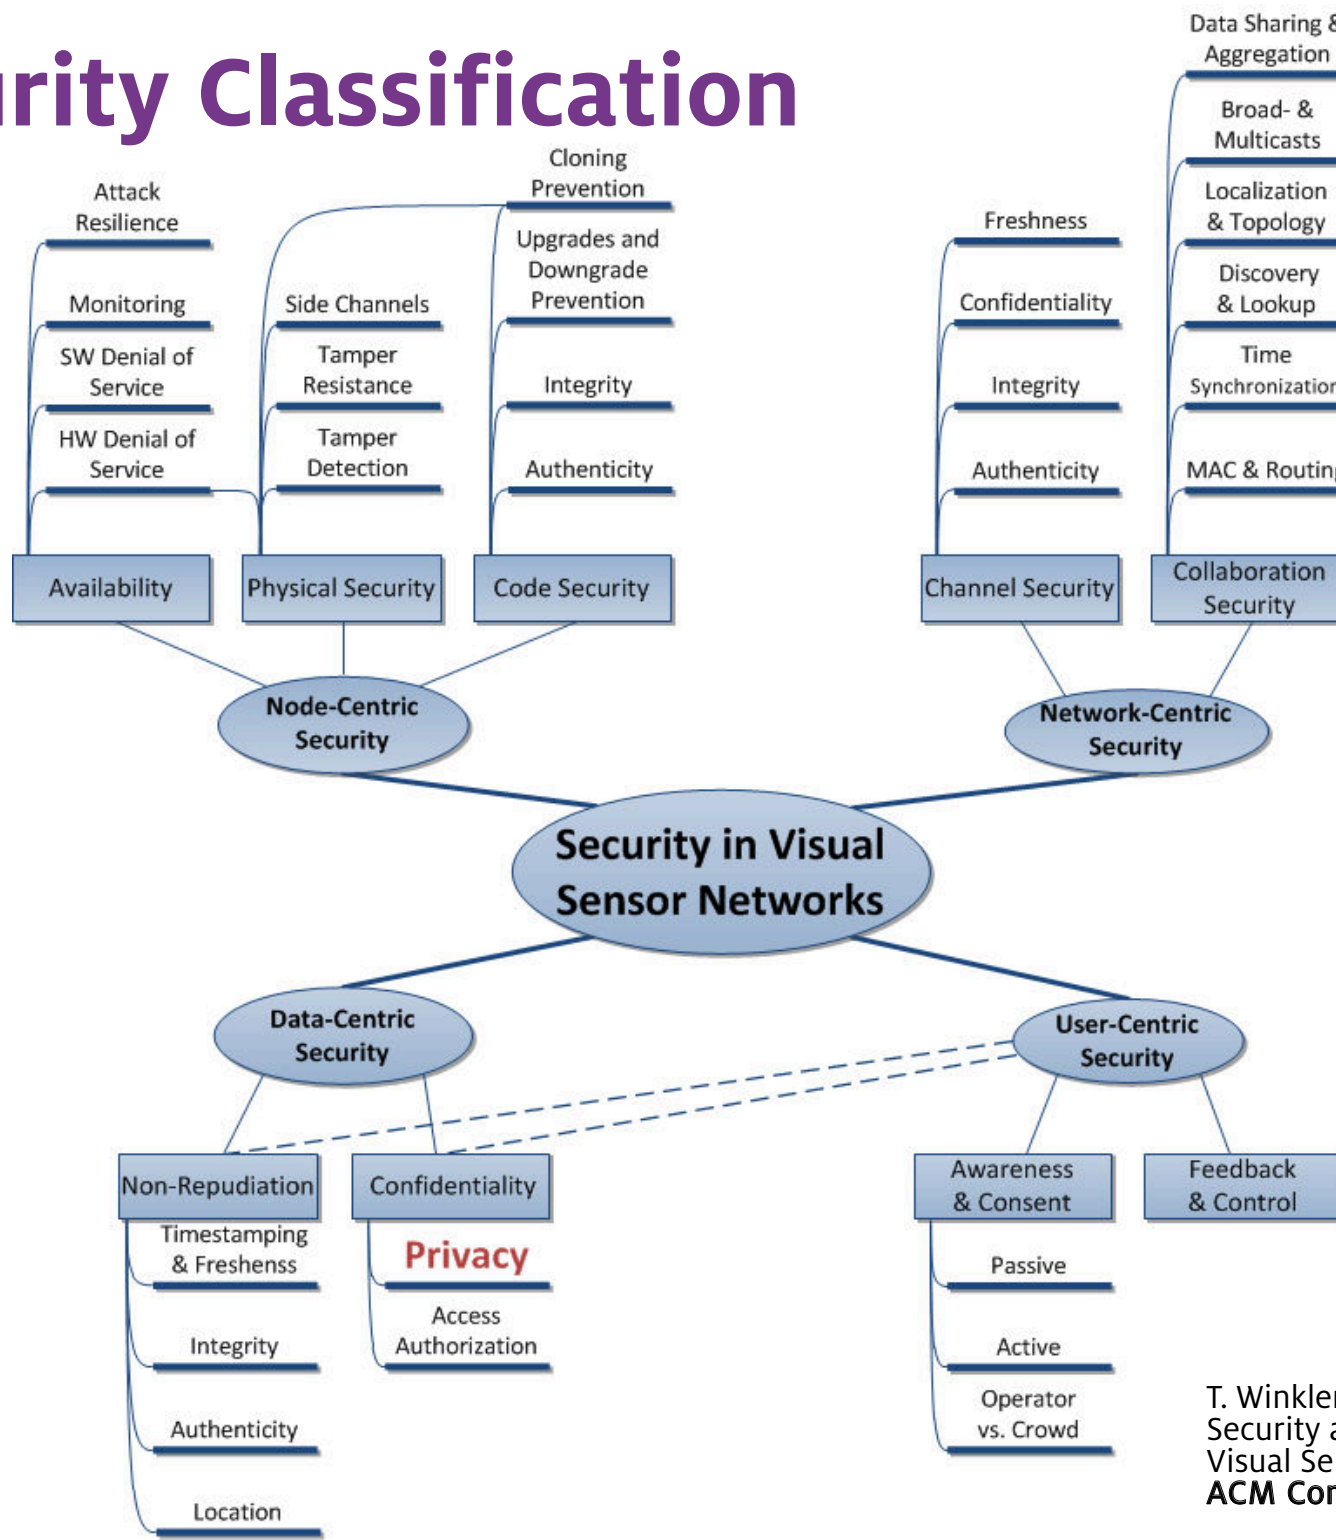 urity Classification
Data Sharing &
Aggregation
Broad- &
Multicasts
Localization
& Topology
Discovery
& Lookup
Time
Synchronization
MAC & Routing
Freshness
Confidentiality
Integrity
Authenticity
Cloning
Prevention
Upgrades and
Downgrade
Prevention
Integrity
Authenticity
Side Channels
Tamper
Resistance
Tamper
Detection
Attack
Resilience
Monitoring
SW Denial of
Service
HW Denial of
Service
Availability
Physical Security
Code Security
Channel Security
Collaboration
Security
Node-Centric
Security
Network-Centric
Security
Security in Visual
Sensor Networks
Data-Centric
Security
User-Centric
Security
Non-Repudiation
Timestamping
& Freshenss
Integrity
Authenticity
Location
Confidentiality
Privacy
Access
Authorization
Awareness
& Consent
Passive
Active
Operator
vs. Crowd
Feedback
& Control
T. Winkler
Security a
Visual Se
ACM Com